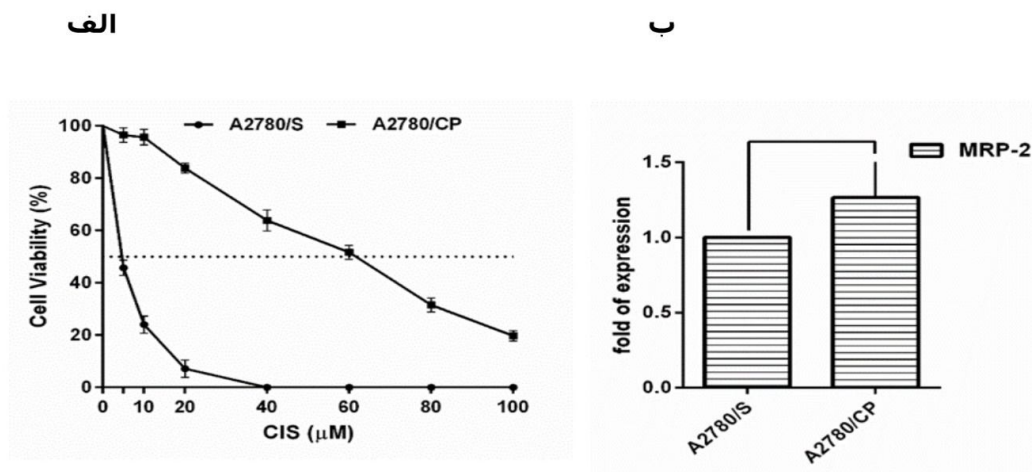 الف
ب
A2780/S A2780/CP
Cell Viability (%)
100
80
60
40
20
0
0 10 20 40 60 80 100
CIS (μM)
MRP-2
fold of expression
1.5
1.0
0.5
0.0
A2780/S
A2780/CP